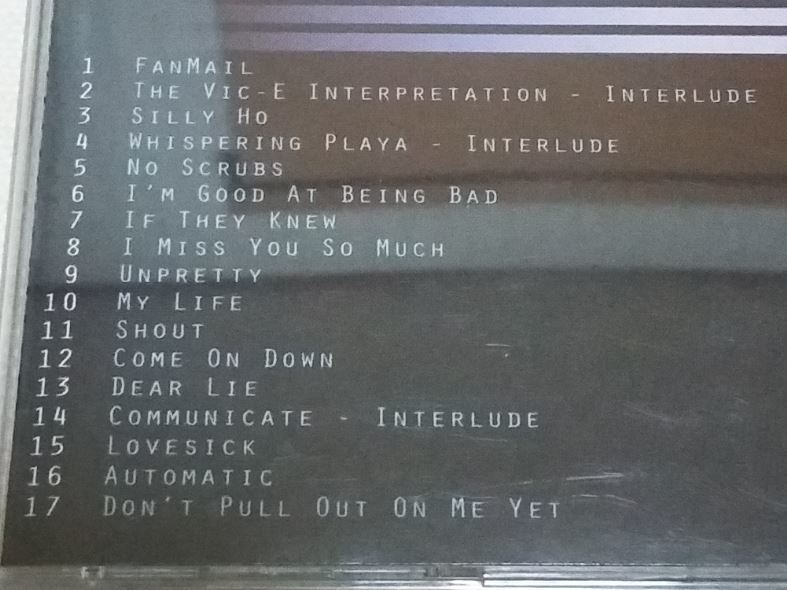 1 FANMAIL
2 THE VIC-E INTERPRETATION - INTERLUDE
3 SILLY HO
4 WHISPERING PLAYA - INTERLUDE
5 NO SCRUBS
6 I'M GOOD AT BEING BAD
7 IF THEY KNEW
8 I MISS YOU SO MUCH
9 UNPRETTY
10 MY LIFE
11 SHOUT
12 COME ON DOWN
13 DEAR LIE
14 COMMUNICATE - INTERLUDE
15 LOVESICK
16 AUTOMATIC
17 DON'T PULL OUT ON ME YET